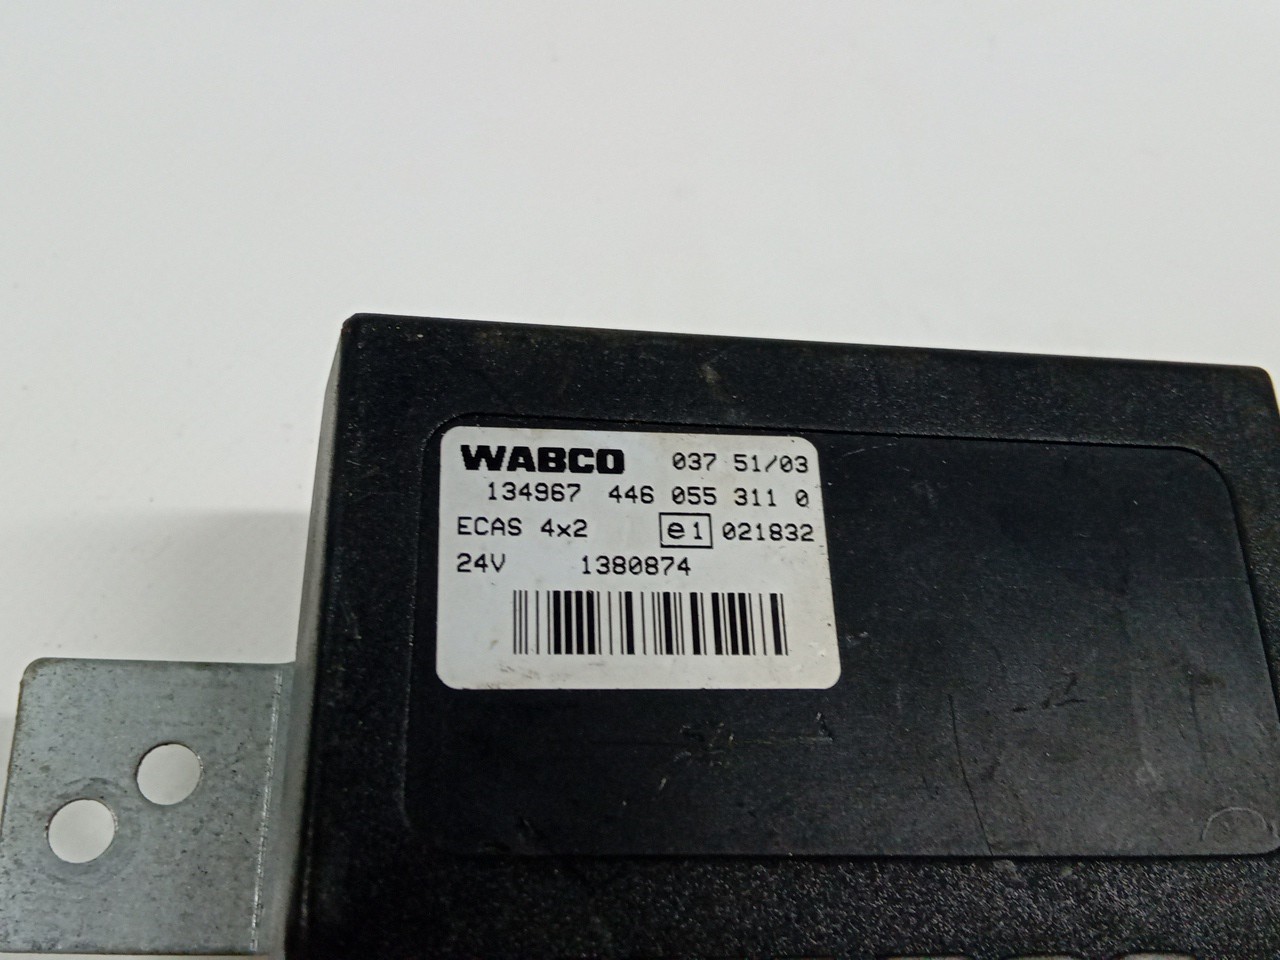 WABCO 037 51/03
134967 446 055 311 0
ECAS 4x2 e1 021832
24V 1380874